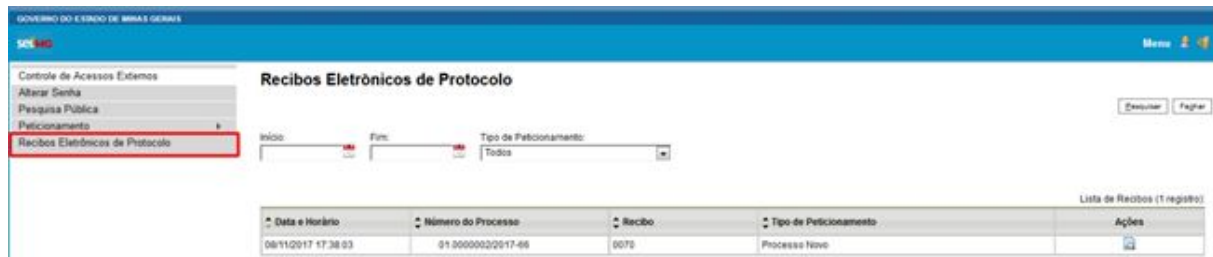 GOVERNO DO ESTADO DE MINAS GERAIS
sei!MG
Menu
Controle de Acessos Externos
Alterar Senha
Pesquisa Pública
Peticionamento
Recibos Eletrônicos de Protocolo
Recibos Eletrônicos de Protocolo
Pesquisar Fechar
Início: Fim: Tipo de Peticionamento:
Todos
Lista de Recibos (1 registro):
Data e Horário Número do Processo Recibo Tipo de Peticionamento Ações
08/11/2017 17:38:03 01.0000002/2017-66 0070 Processo Novo